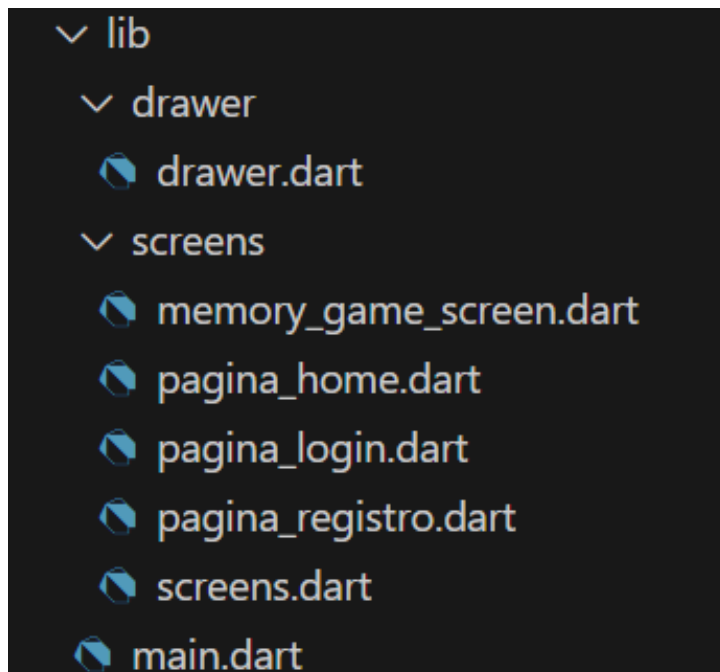 lib
drawer
drawer.dart
screens
memory_game_screen.dart
pagina_home.dart
pagina_login.dart
pagina_registro.dart
screens.dart
main.dart